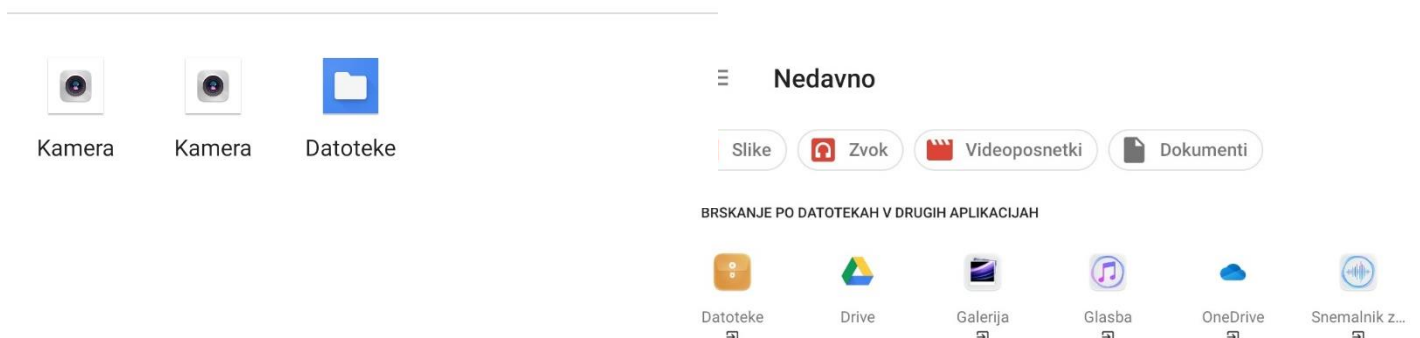 Kamera Kamera Datoteke
Nedavno
Slike Zvok Videoposnetki Dokumenti
BRSKANJE PO DATOTEKAH V DRUGIH APLIKACIJAH
Datoteke Drive Galerija Glasba OneDrive Snemalnik z...